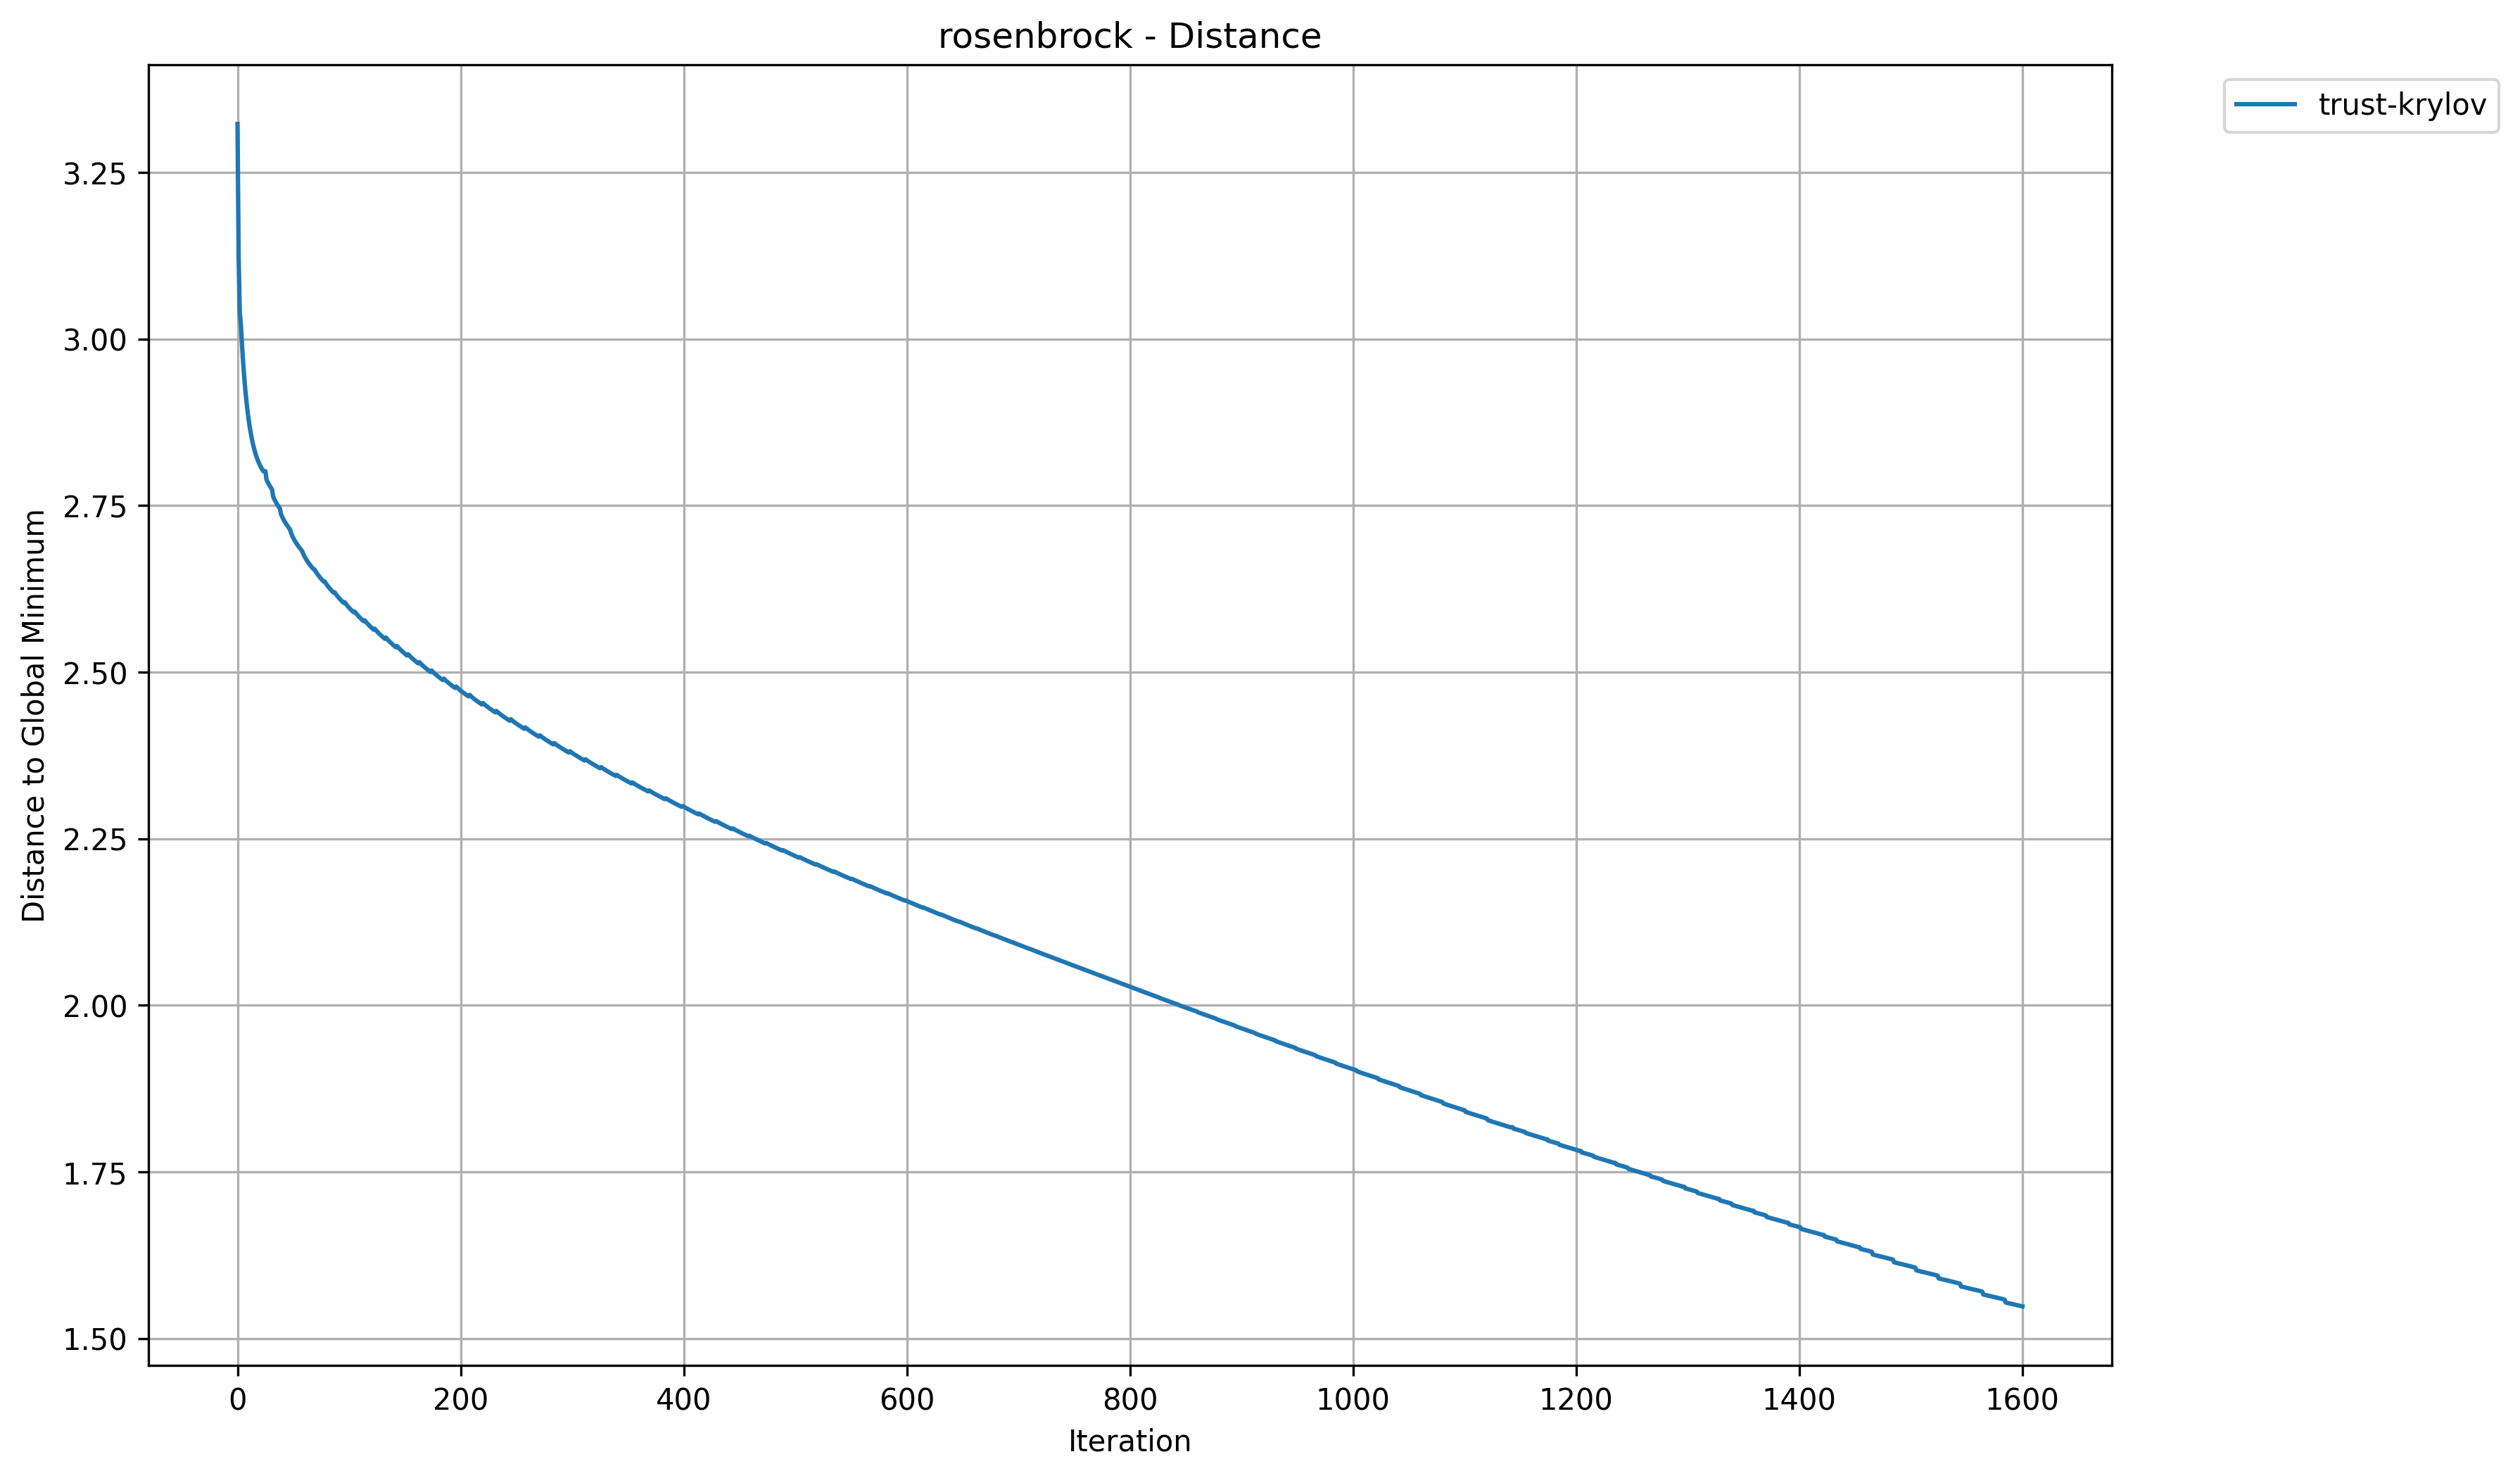 rosenbrock - Distance
trust-krylov
Distance to Global Minimum
3.25
3.00
2.75
2.50
2.25
2.00
1.75
1.50
0 200 400 600 800 1000 1200 1400 1600
Iteration